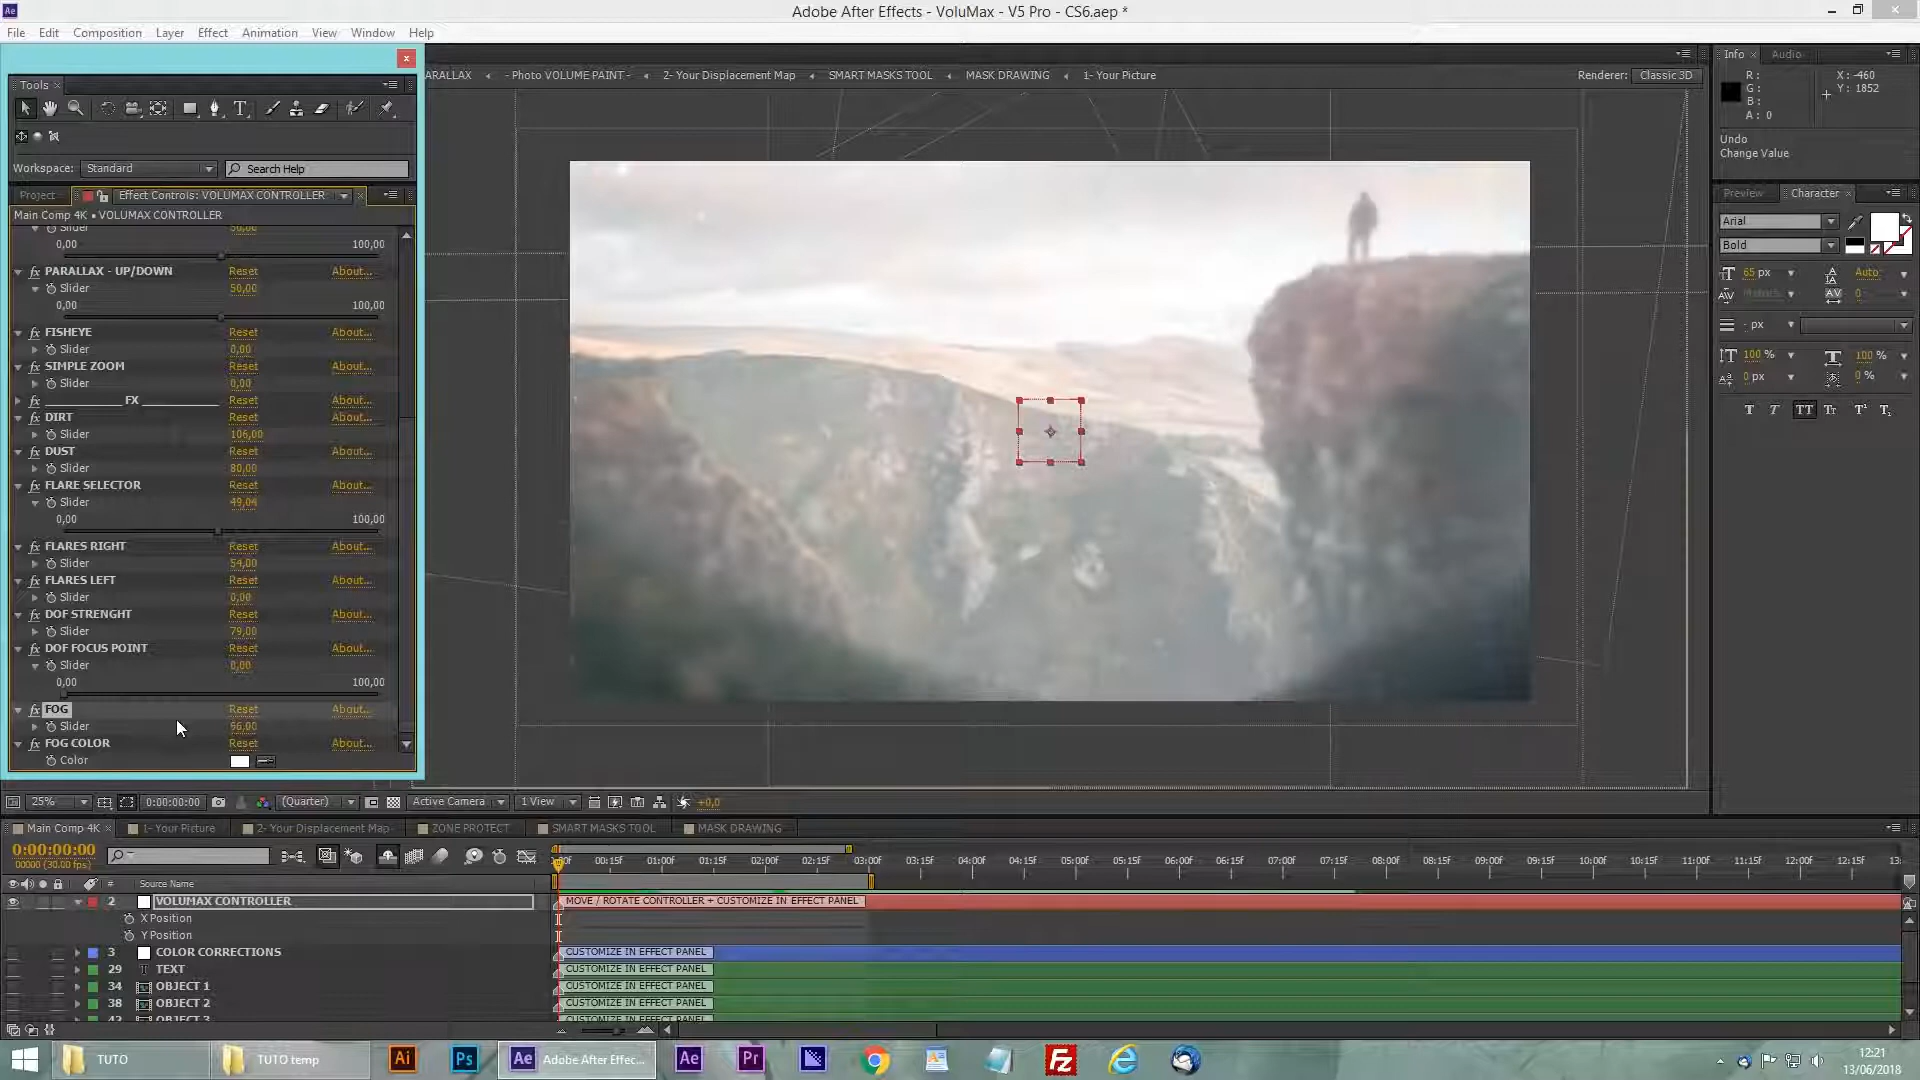 Adobe After Effects - VoluMax - V5 Pro - CS6.aep *
File Edit Composition Layer Effect Animation View Window Help
Tools
Workspace: Standard Search Help
Project Effect Controls: VOLUMAX CONTROLLER
Main Comp 4K • VOLUMAX CONTROLLER
Slider 50,00
0,00 100,00
PARALLAX - UP/DOWN Reset About...
Slider 50,00
0,00 100,00
FISHEYE Reset About...
Slider 0,00
SIMPLE ZOOM Reset About...
Slider 0,00
____________ FX ____________ Reset About...
DIRT Reset About...
Slider 106,00
DUST Reset About...
Slider 80,00
FLARE SELECTOR Reset About...
Slider 49,04
0,00 100,00
FLARES RIGHT Reset About...
Slider 54,00
FLARES LEFT Reset About...
Slider 0,00
DOF STRENGHT Reset About...
Slider 79,00
DOF FOCUS POINT Reset About...
Slider 0,00
0,00 100,00
FOG Reset About...
Slider 66,00
FOG COLOR Reset About...
Color
ARALLAX - Photo VOLUME PAINT - 2- Your Displacement Map SMART MASKS TOOL MASK DRAWING 1- Your Picture Renderer: Classic 3D
25% 0:00:00:00 (Quarter) Active Camera 1 View +0,0
Info Audio
R: X: -460
G: Y: 1852
B:
A: 0
Undo
Change Value
Preview Character
Arial
Bold
65 px Auto
Metrics 0
- px
100 % 100 %
0 px 0 %
T T TT Tr T¹ T₁
Main Comp 4K 1- Your Picture 2- Your Displacement Map ZONE PROTECT SMART MASKS TOOL MASK DRAWING
0:00:00:00
00000 (30.00 fps)
00:15f 01:00f 01:15f 02:00f 02:15f 03:00f 03:15f 04:00f 04:15f 05:00f 05:15f 06:00f 06:15f 07:00f 07:15f 08:00f 08:15f 09:00f 09:15f 10:00f 10:15f 11:00f 11:15f 12:00f 12:15f 13:
# Source Name
2 VOLUMAX CONTROLLER MOVE / ROTATE CONTROLLER + CUSTOMIZE IN EFFECT PANEL
X Position
Y Position
3 COLOR CORRECTIONS CUSTOMIZE IN EFFECT PANEL
29 TEXT CUSTOMIZE IN EFFECT PANEL
34 OBJECT 1 CUSTOMIZE IN EFFECT PANEL
38 OBJECT 2 CUSTOMIZE IN EFFECT PANEL
42 OBJECT 3 CUSTOMIZE IN EFFECT PANEL
TUTO TUTO temp Ai Ps Ae Adobe After Effec... Ae Pr Fz
12:21
13/06/2018